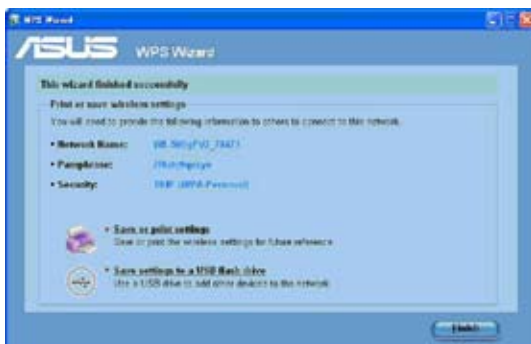 WPS Wizard
ASUS WPS Wizard
This wizard finished successfully
Print or save wireless settings
You will need to provide the following information to others to connect to this network.
• Network Name:
• Passphrase:
• Security: (WPA-Personal)
• Save or print settings
Save or print the wireless settings for future reference.
• Save settings to a USB flash drive
Use a USB drive to add other devices to the network.
Finish